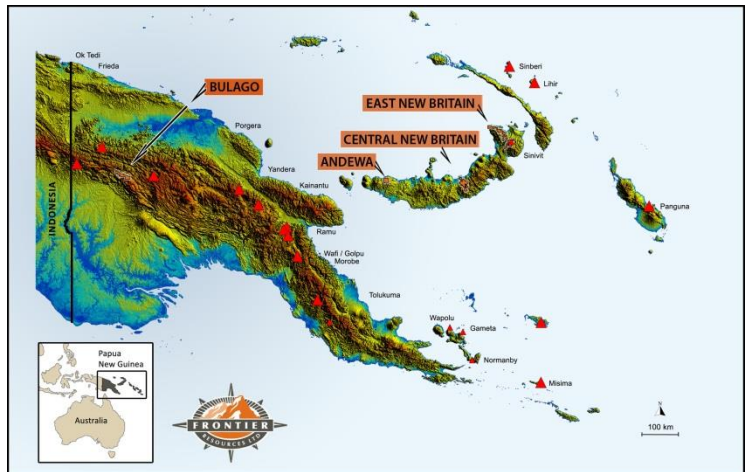 Ok Tedi
Frieda
BULAGO
Sinberi
Lihir
EAST NEW BRITAIN
Porgera
CENTRAL NEW BRITAIN
Sinivit
ANDEWA
Yandera
Kainantu
INDONESIA
Panguna
Ramu
Wafi / Golpu
Morobe
Tolukuma
Wapolu
Gameta
Normanby
Misima
Papua
New Guinea
Australia
FRONTIER
RESOURCES LTD
N
100 km